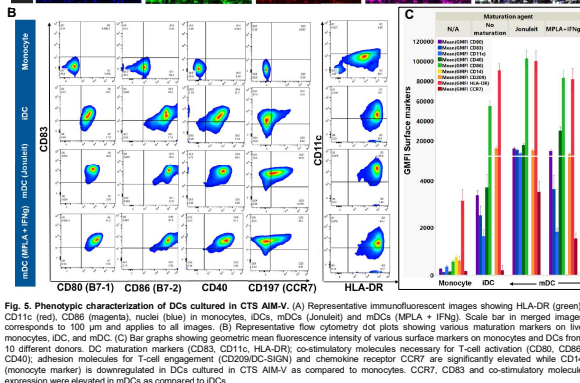 B
C
Monocyte
iDC
mDC (Jonuleit)
mDC (MPLA + IFNg)
CD83
CD11c
CD80 (B7-1)
CD86 (B7-2)
CD40
CD197 (CCR7)
HLA-DR
Maturation agent
N/A
No maturation
Jonuleit
MPLA+IFNg
Mean(GMFI CD80)
Mean(GMFI CD83)
Mean(GMFI CD11c)
Mean(GMFI CD40)
Mean(GMFI CD86)
Mean(GMFI CD14)
Mean(GMFI CD209)
Mean(GMFI HLA-DR)
Mean(GMFI CCR7)
GMFI Surface markers
120000
100000
80000
60000
40000
20000
4000
2000
0
Monocyte
iDC
mDC
Fig. 5. Phenotypic characterization of DCs cultured in CTS AIM-V. (A) Representative immunofluorescent images showing HLA-DR (green)
CD11c (red), CD86 (magenta), nuclei (blue) in monocytes, iDCs, mDCs (Jonuleit) and mDCs (MPLA + IFNg). Scale bar in merged images
corresponds to 100 µm and applies to all images. (B) Representative flow cytometry dot plots showing various maturation markers on live
monocytes, iDC, and mDC. (C) Bar graphs showing geometric mean fluorescence intensity of various surface markers on monocytes and DCs from
10 different donors. DC maturation markers (CD83, CD11c, HLA-DR); co-stimulatory molecules necessary for T-cell activation (CD80, CD86,
CD40); adhesion molecules for T-cell engagement (CD209/DC-SIGN) and chemokine receptor CCR7 are significantly elevated while CD14
(monocyte marker) is downregulated in DCs cultured in CTS AIM-V as compared to monocytes. CCR7, CD83 and co-stimulatory molecule
expression were elevated in mDCs as compared to iDCs.